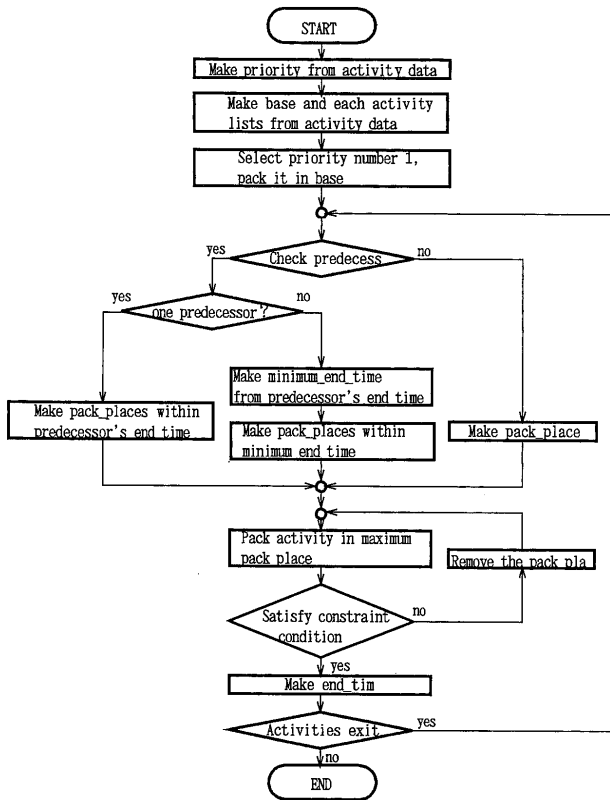 START
Make priority from activity data
Make base and each activity
lists from activity data
Select priority number 1,
pack it in base
Check predecess
yes
no
one predecessor?
yes
no
Make minimum_end_time
from predecessor's end time
Make pack_places within
predecessor's end time
Make pack_places within
minimum end time
Make pack_place
Pack activity in maximum
pack place
Remove the pack pla
Satisfy constraint
condition
no
yes
Make end_tim
Activities exit
yes
no
END